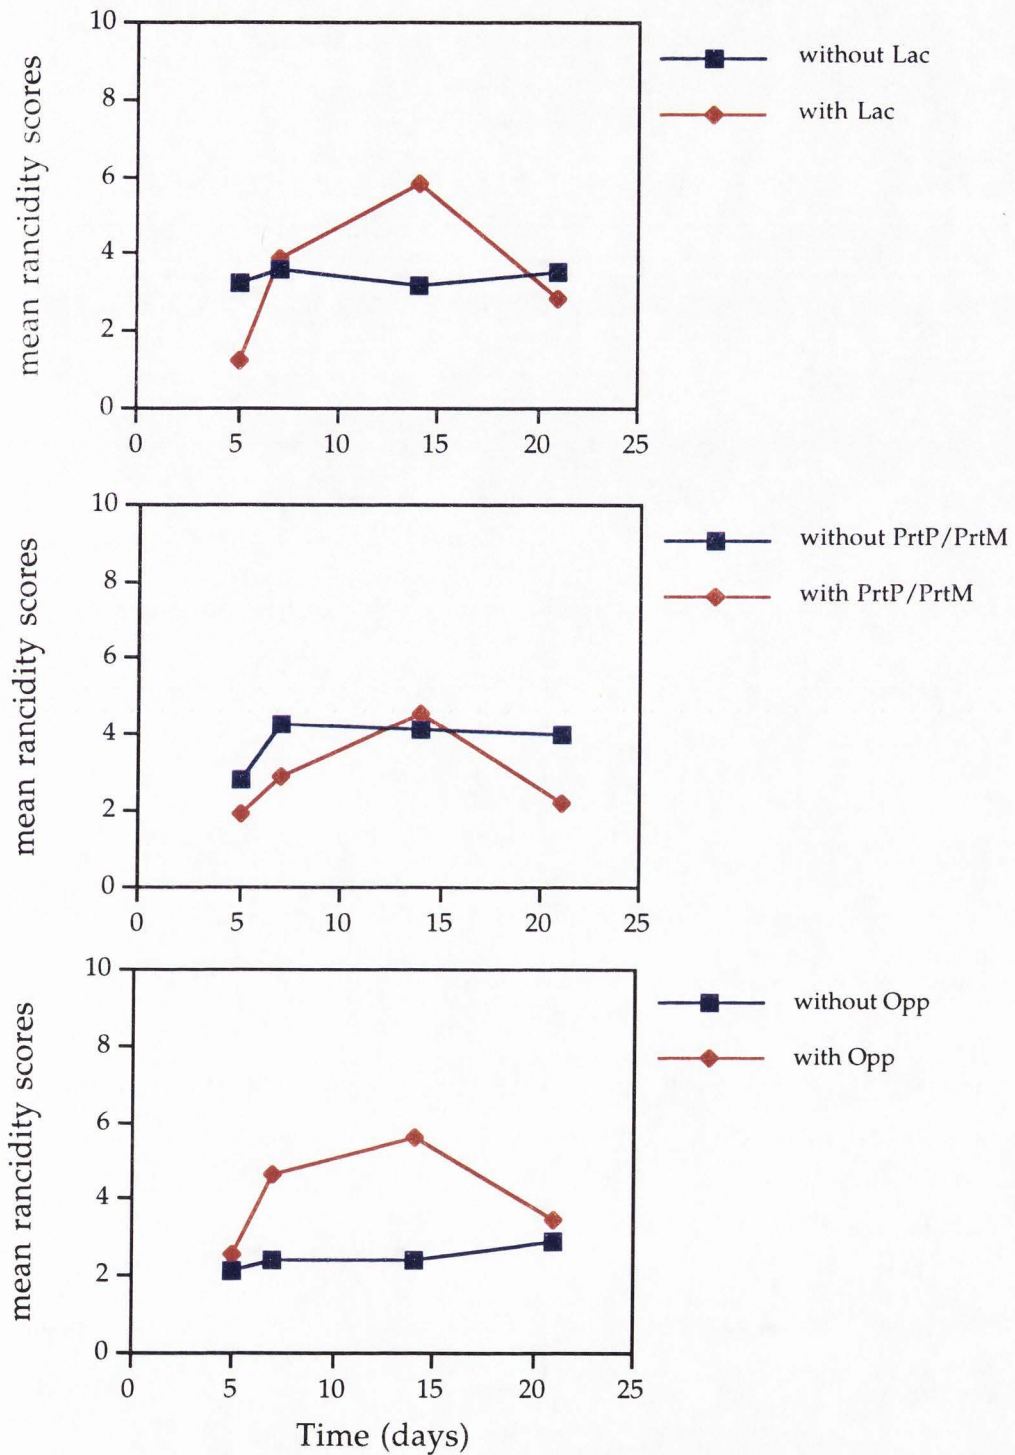 10
8
6
4
2
0
mean rancidity scores
0 5 10 15 20 25
without Lac
with Lac
10
8
6
4
2
0
mean rancidity scores
0 5 10 15 20 25
without PrtP/PrtM
with PrtP/PrtM
10
8
6
4
2
0
mean rancidity scores
0 5 10 15 20 25
Time (days)
without Opp
with Opp